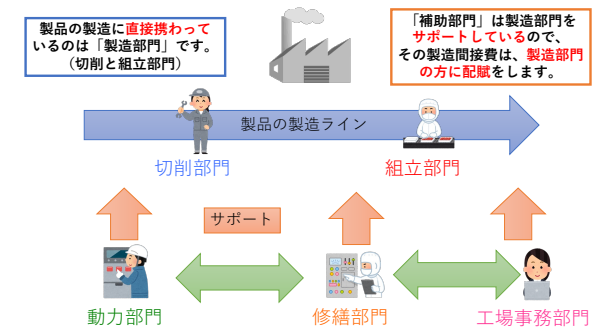 製品の製造に直接携わって
いるのは「製造部門」です。
（切削と組立部門）
「補助部門」は製造部門を
サポートしているので、
その製造間接費は、製造部門
の方に配賦をします。
製品の製造ライン
切削部門
組立部門
サポート
動力部門
修繕部門
工場事務部門